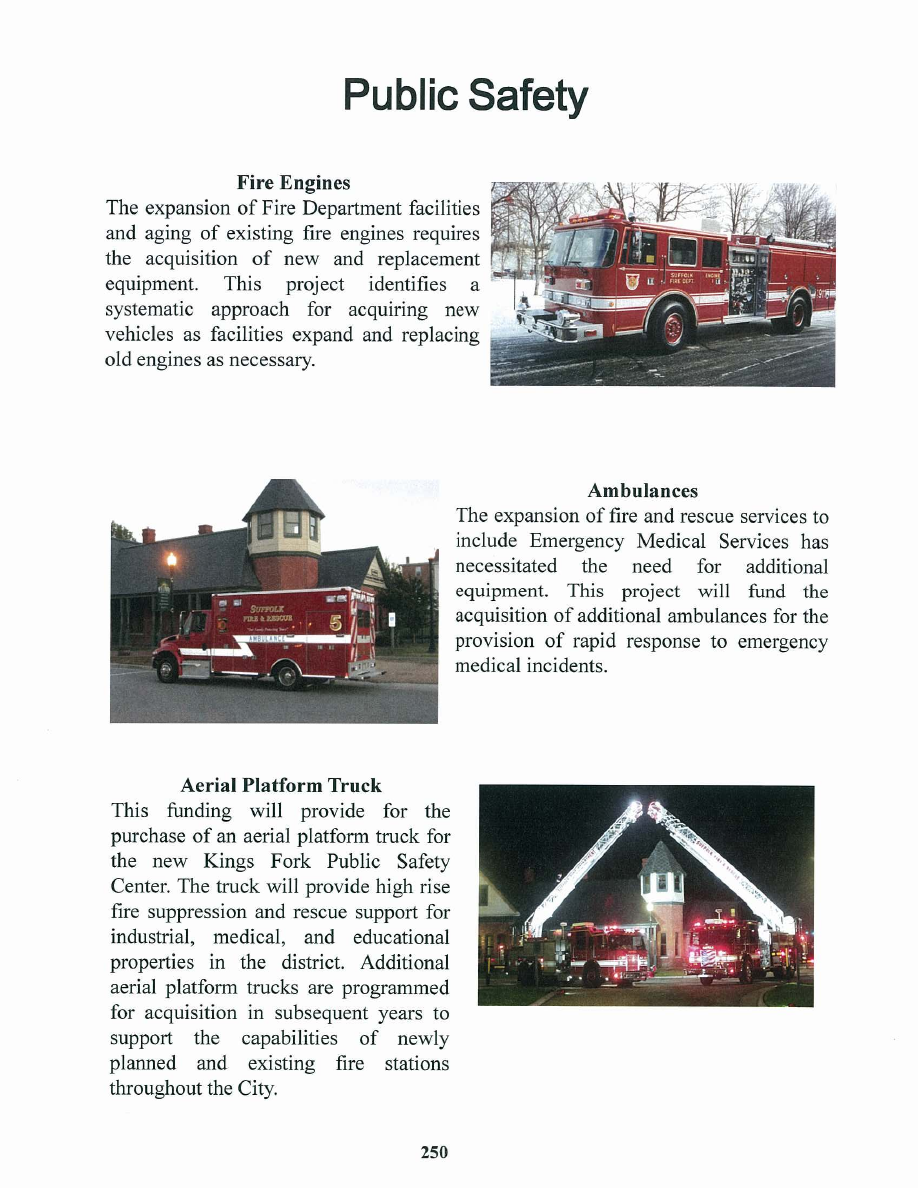 Public Safety
Fire Engines
The expansion of Fire Department facilities
and aging of existing fire engines requires
the acquisition of new and replacement
equipment. This project identifies a
systematic approach for acquiring new
vehicles as facilities expand and replacing
old engines as necessary.
SUFFOLK ENGINE
FIRE DEPT.
Ambulances
The expansion of fire and rescue services to
include Emergency Medical Services has
necessitated the need for additional
equipment. This project will fund the
acquisition of additional ambulances for the
provision of rapid response to emergency
medical incidents.
SUFFOLK
FIRE & RESCUE
5
AMBULANCE
Aerial Platform Truck
This funding will provide for the
purchase of an aerial platform truck for
the new Kings Fork Public Safety
Center. The truck will provide high rise
fire suppression and rescue support for
industrial, medical, and educational
properties in the district. Additional
aerial platform trucks are programmed
for acquisition in subsequent years to
support the capabilities of newly
planned and existing fire stations
throughout the City.
250